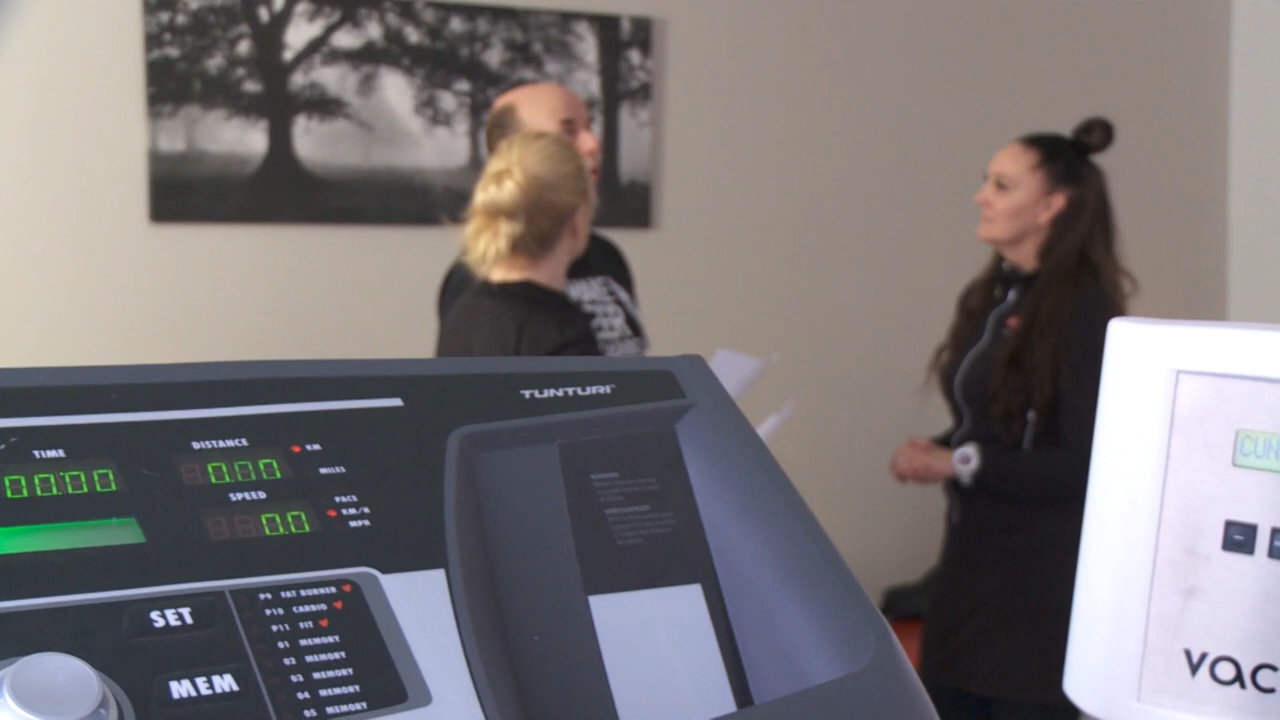 TUNTURI
TIME
00:00
DISTANCE
0.00
KM
MILES
SPEED
0.0
PACE
KM/H
MPH
SET
MEM
P9 FAT BURNER
P10 CARDIO
P11 FIT
01 MEMORY
02 MEMORY
03 MEMORY
04 MEMORY
05 MEMORY
CUN
vac